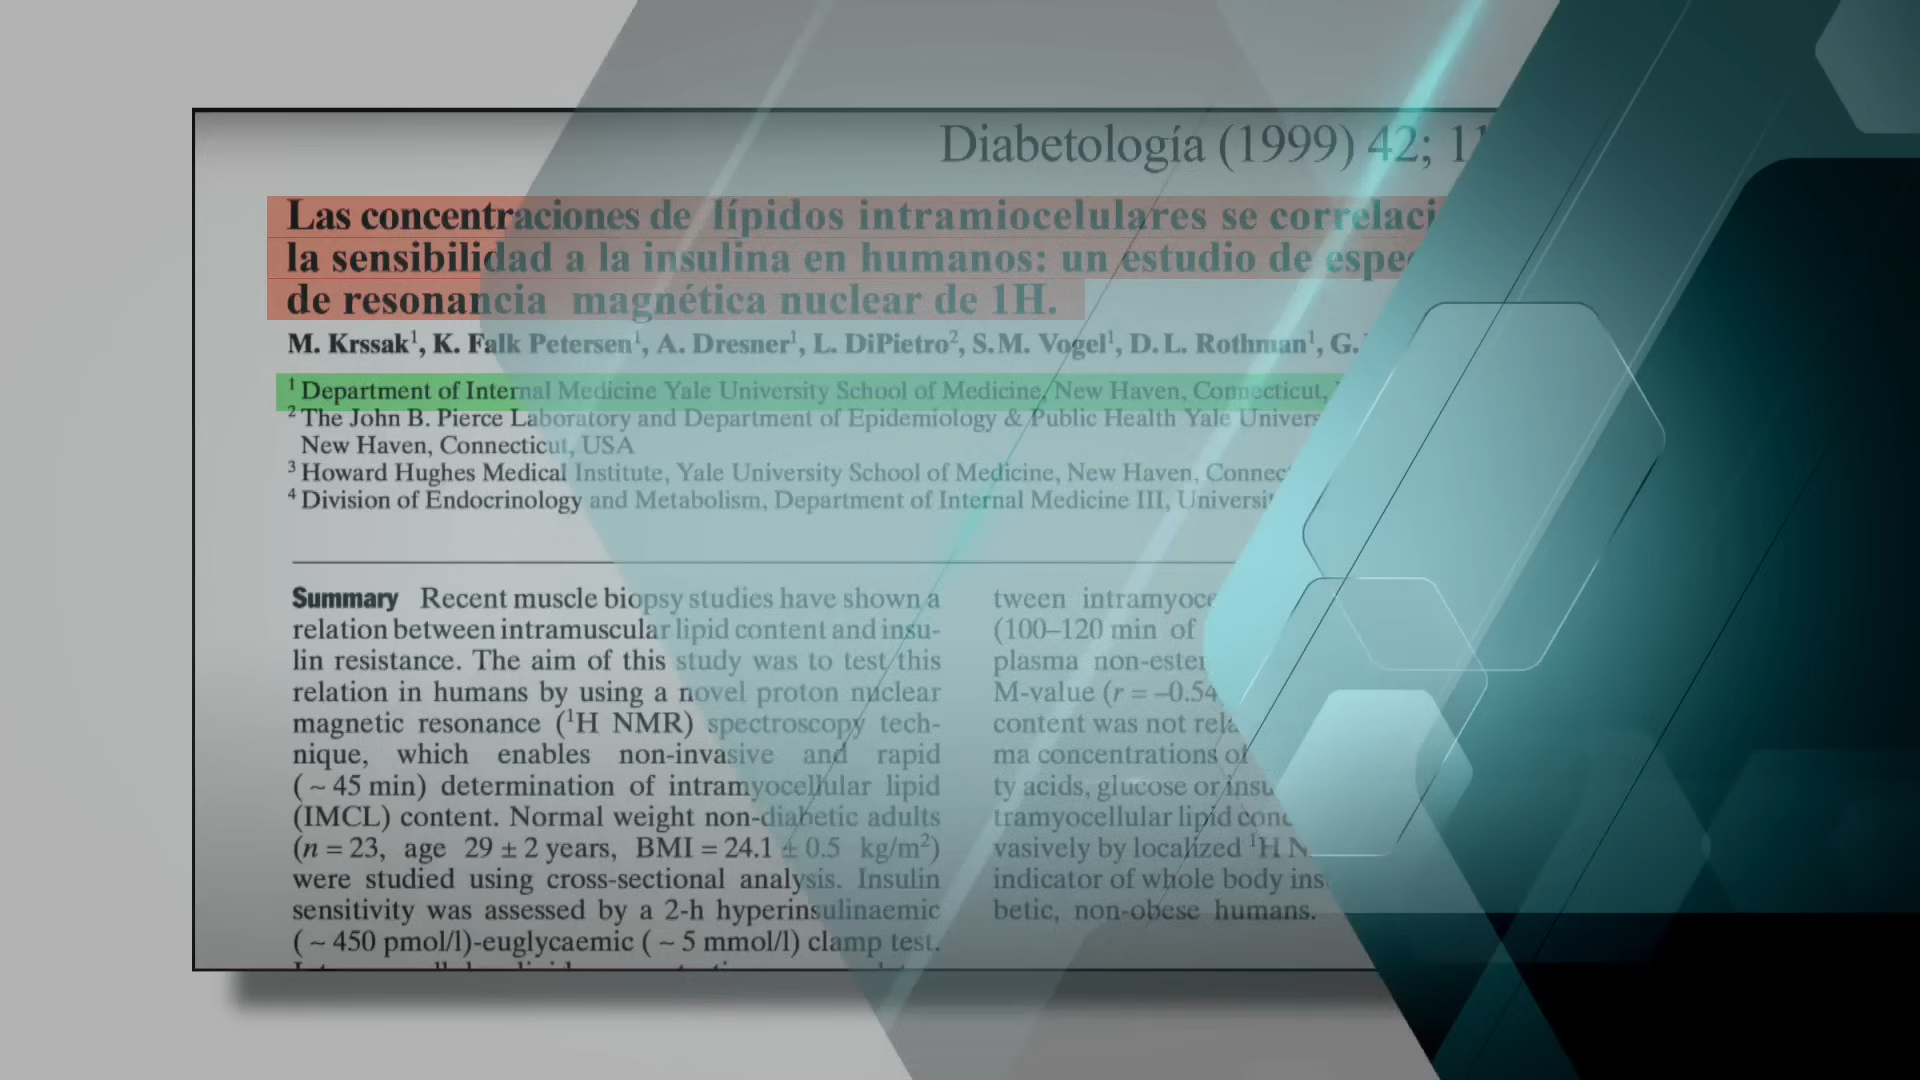 Diabetología (1999) 42; 11
Las concentraciones de lípidos intramiocelulares se correlaci
la sensibilidad a la insulina en humanos: un estudio de espec
de resonancia magnética nuclear de 1H.
M. Krssak¹, K. Falk Petersen¹, A. Dresner¹, L. DiPietro², S. M. Vogel¹, D. L. Rothman¹, G.
¹ Department of Internal Medicine Yale University School of Medicine, New Haven, Connecticut,
² The John B. Pierce Laboratory and Department of Epidemiology & Public Health Yale Univers
New Haven, Connecticut, USA
³ Howard Hughes Medical Institute, Yale University School of Medicine, New Haven, Connec
⁴ Division of Endocrinology and Metabolism, Department of Internal Medicine III, Universit
Summary Recent muscle biopsy studies have shown a
relation between intramuscular lipid content and insu-
lin resistance. The aim of this study was to test this
relation in humans by using a novel proton nuclear
magnetic resonance (¹H NMR) spectroscopy tech-
nique, which enables non-invasive and rapid
(~ 45 min) determination of intramyocellular lipid
(IMCL) content. Normal weight non-diabetic adults
(n = 23, age 29 ± 2 years, BMI = 24.1 ± 0.5 kg/m²)
were studied using cross-sectional analysis. Insulin
sensitivity was assessed by a 2-h hyperinsulinaemic
(~ 450 pmol/l)-euglycaemic (~ 5 mmol/l) clamp test.
tween intramyoce
(100–120 min of
plasma non-ester
M-value (r = –0.54
content was not rela
ma concentrations of
ty acids, glucose or insu
tramyocellular lipid conc
vasively by localized ¹H N
indicator of whole body ins
betic, non-obese humans.